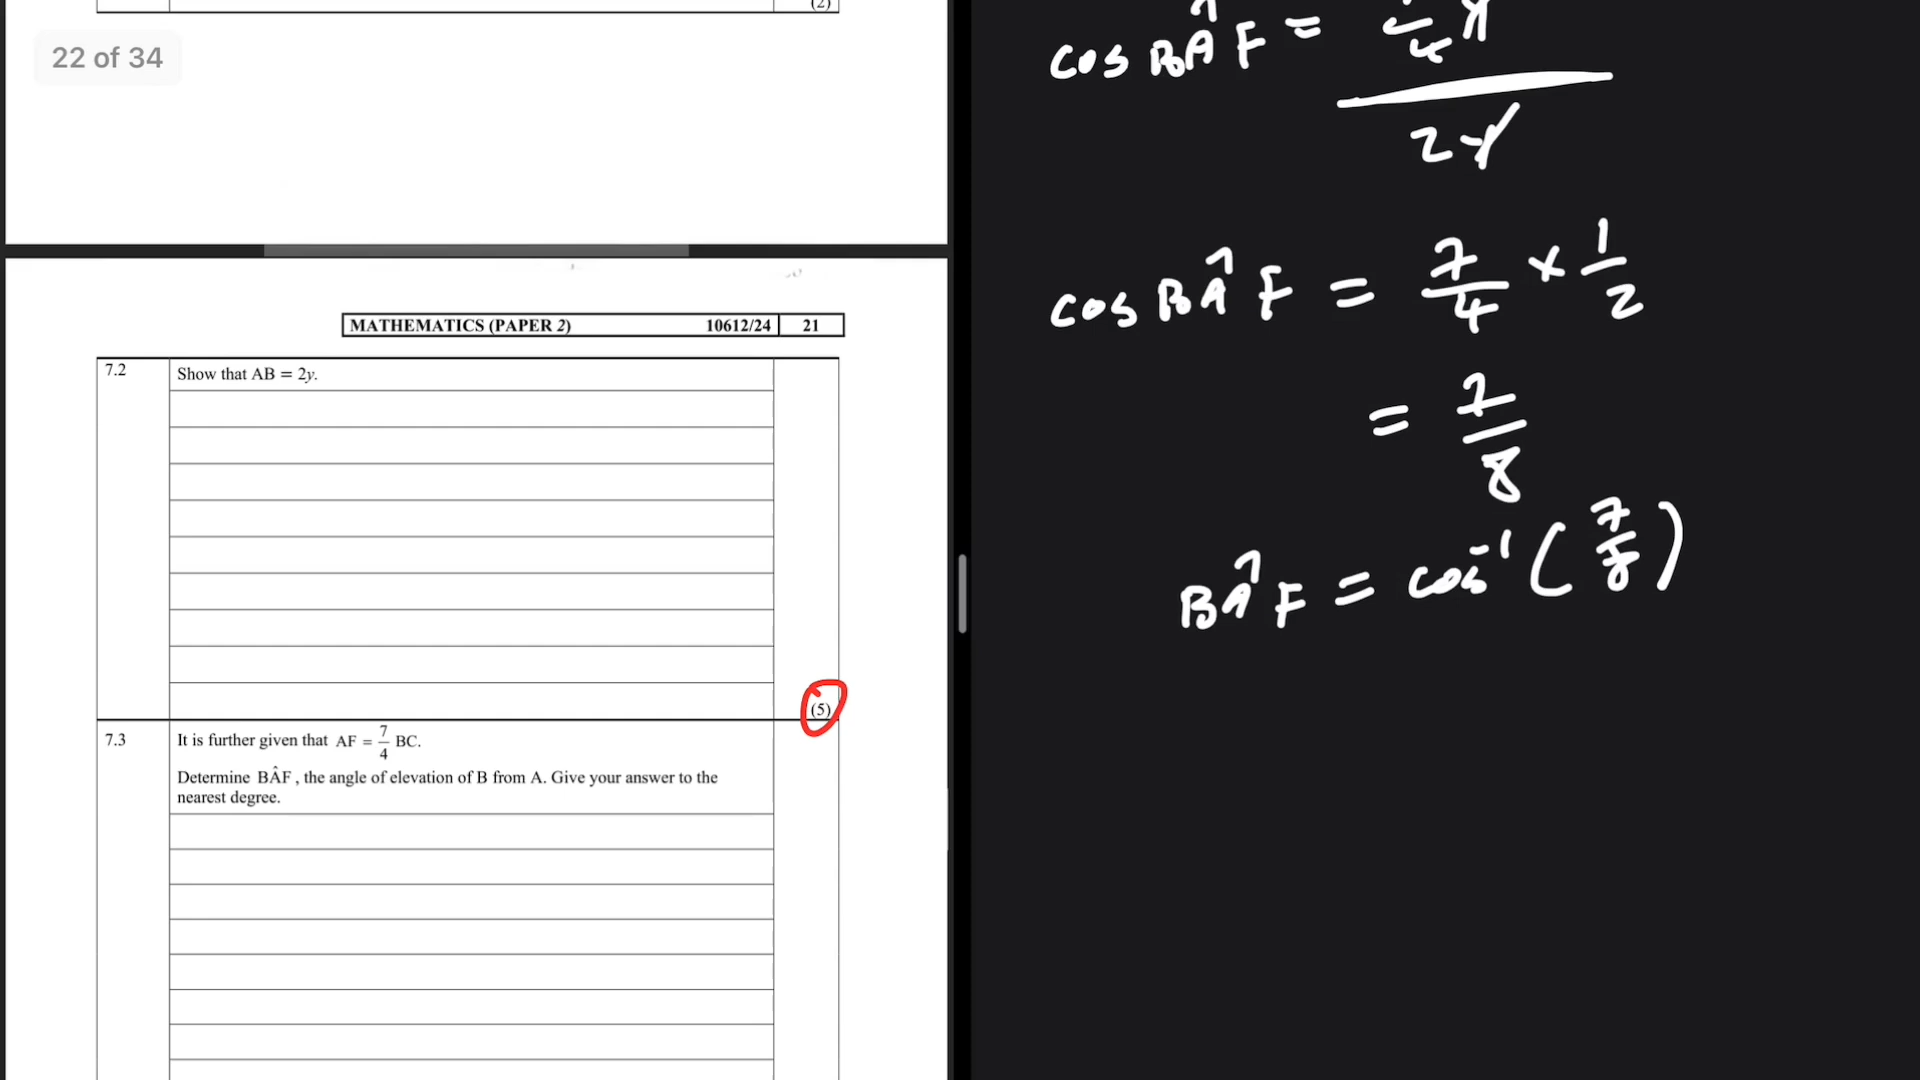 (2)
22 of 34
MATHEMATICS (PAPER 2) 10612/24 21
7.2 Show that AB = 2y.
(5)
7.3 It is further given that AF = 7/4 BC.
Determine BÂF, the angle of elevation of B from A. Give your answer to the
nearest degree.
cos BÂF =
2y
cos BÂF = 7/4 × 1/2
= 7/8
BÂF = cos⁻¹(7/8)